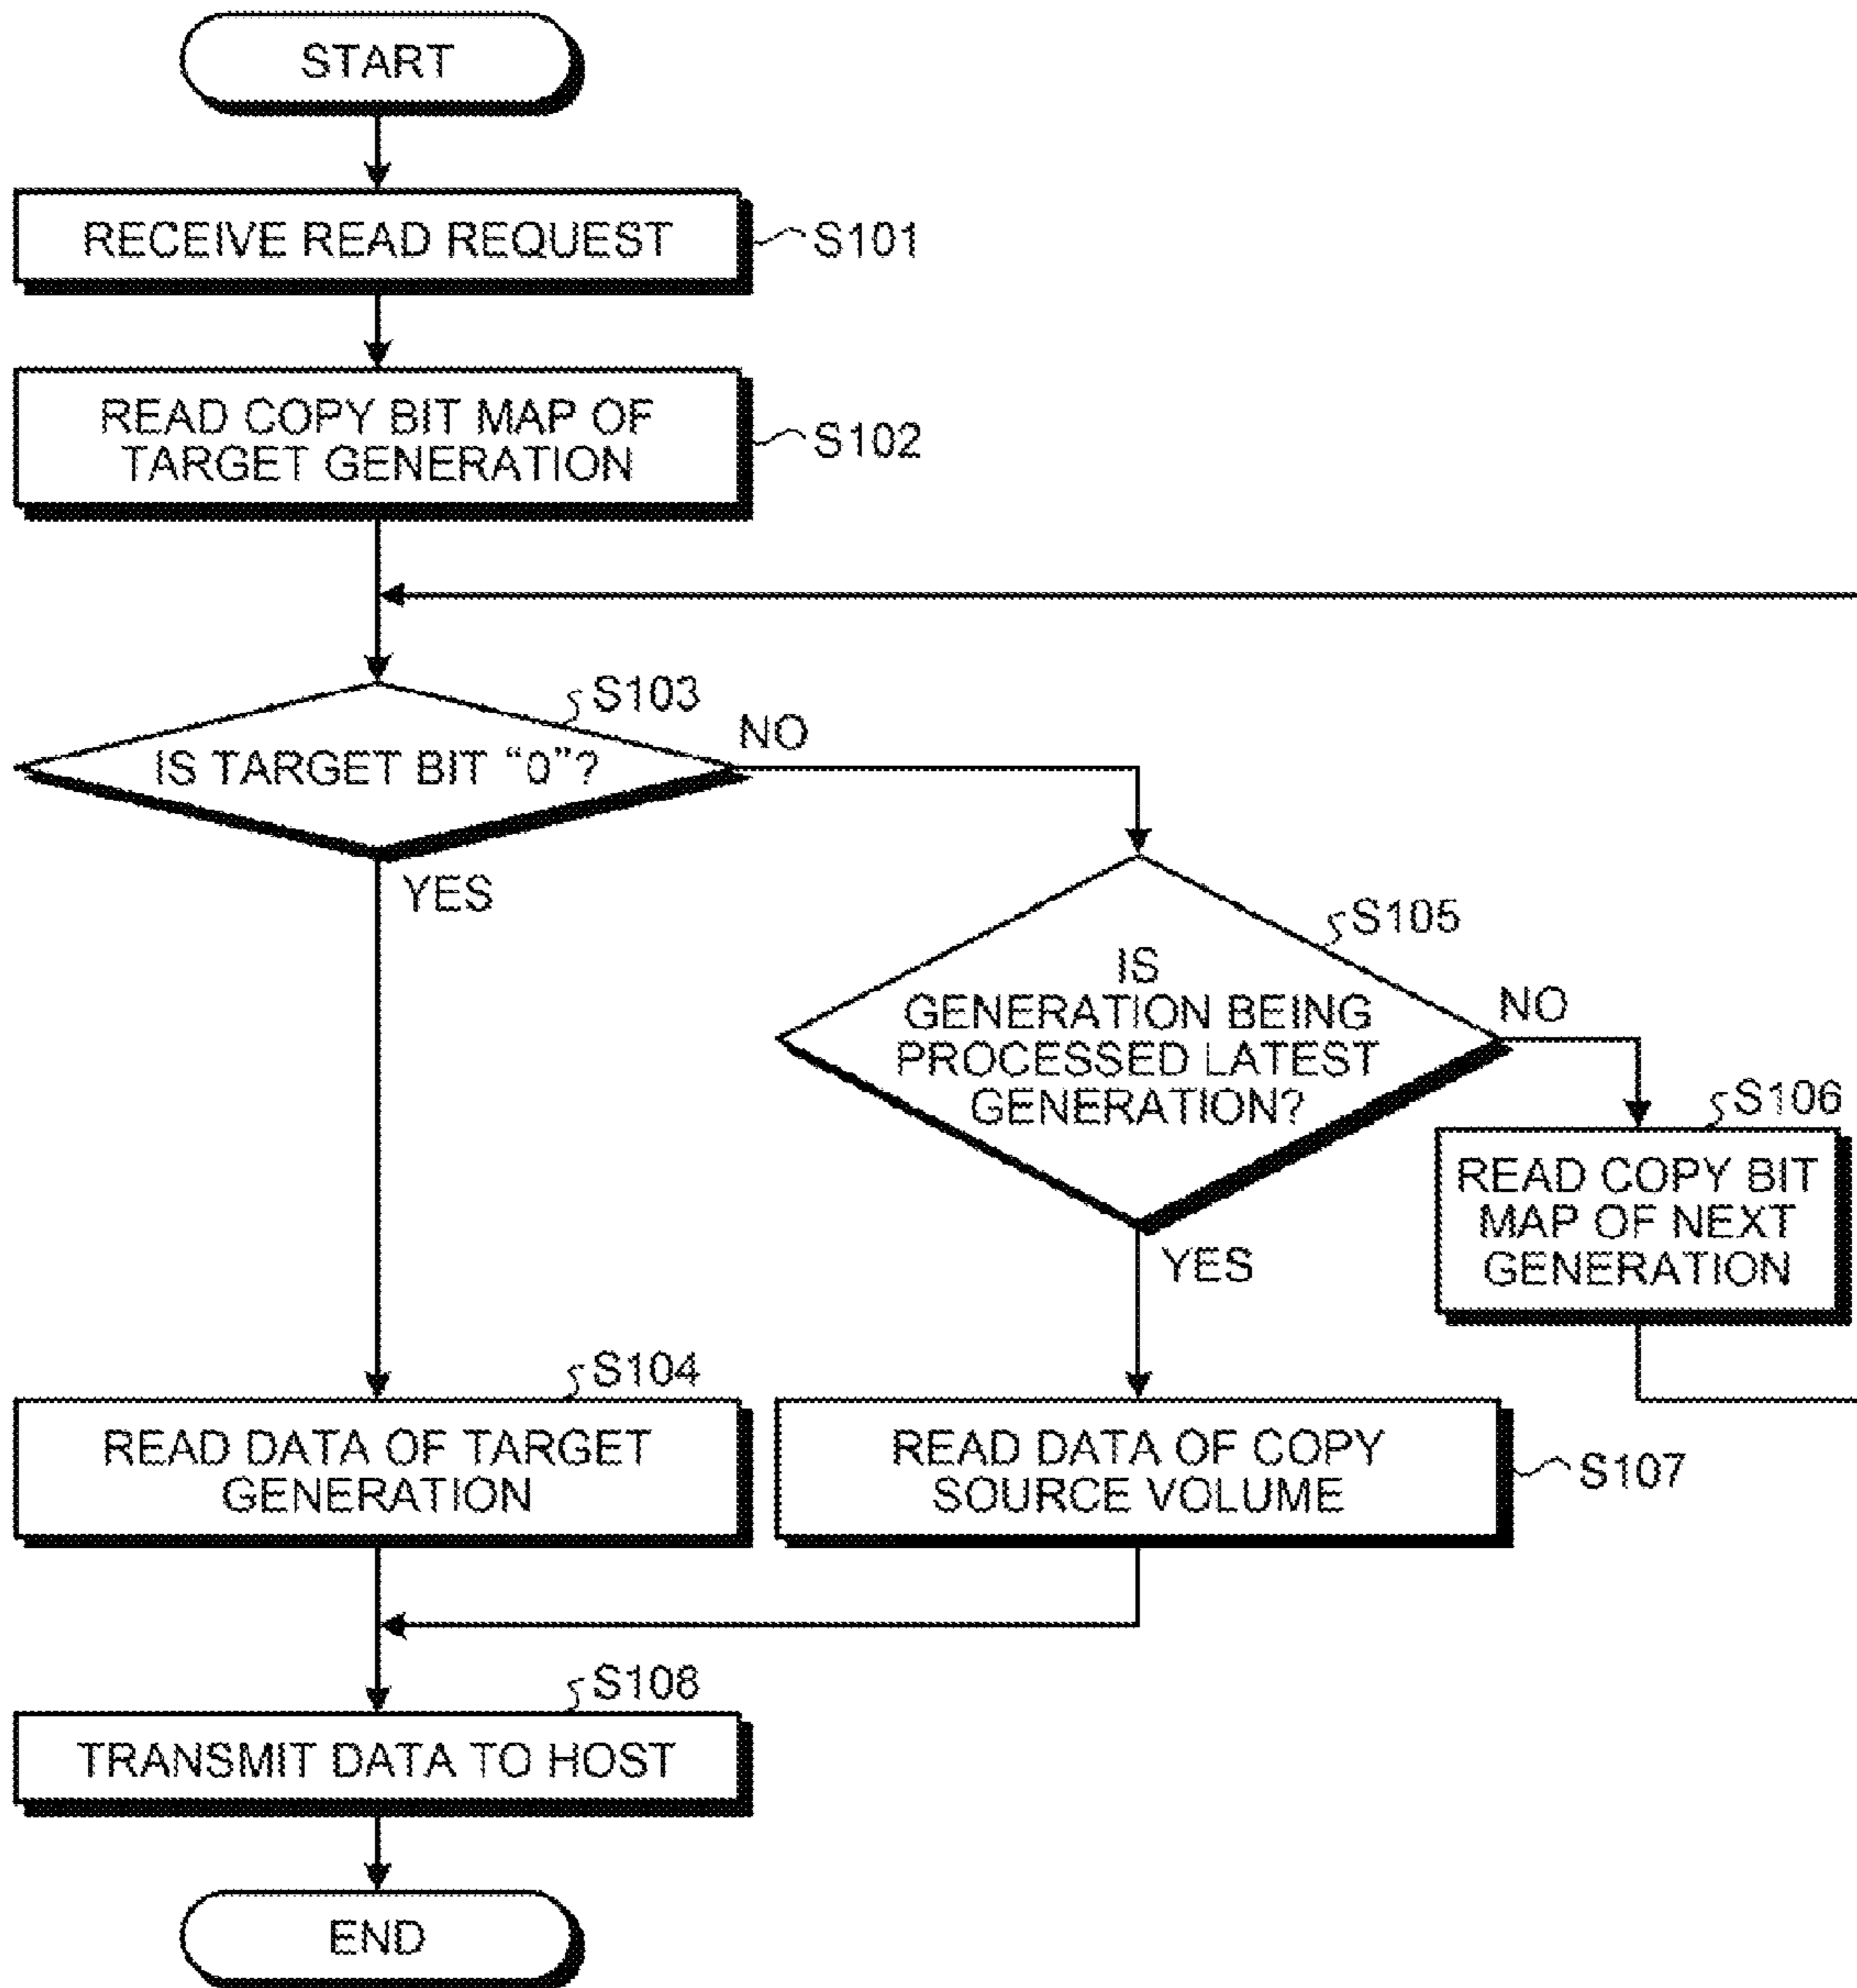 START
RECEIVE READ REQUEST
S101
READ COPY BIT MAP OF
TARGET GENERATION
S102
S103
IS TARGET BIT “0”?
NO
YES
S105
IS
GENERATION BEING
PROCESSED LATEST
GENERATION?
NO
YES
S106
READ COPY BIT
MAP OF NEXT
GENERATION
S104
READ DATA OF TARGET
GENERATION
READ DATA OF COPY
SOURCE VOLUME
S107
S108
TRANSMIT DATA TO HOST
END